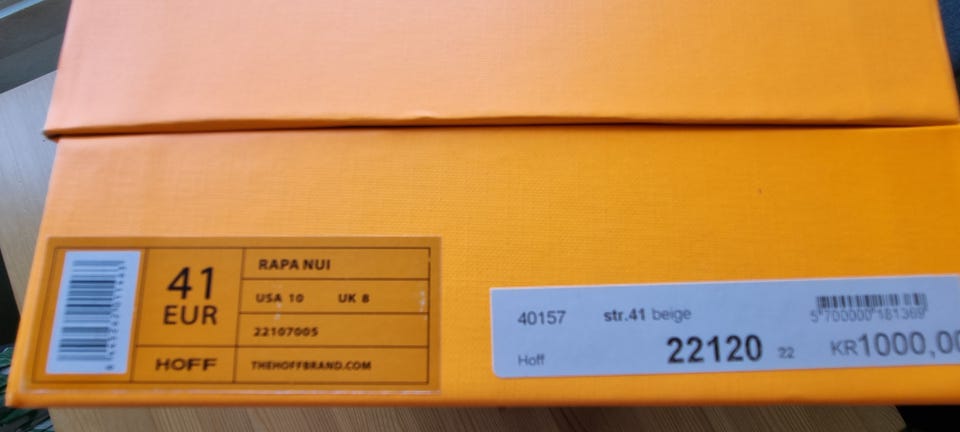 41
EUR
HOFF
RAPA NUI
USA 10 UK 8
22107005
THEHOFFBRAND.COM
40157 str.41 beige
5 700000 181369
Hoff 22120 22 KR1000,00